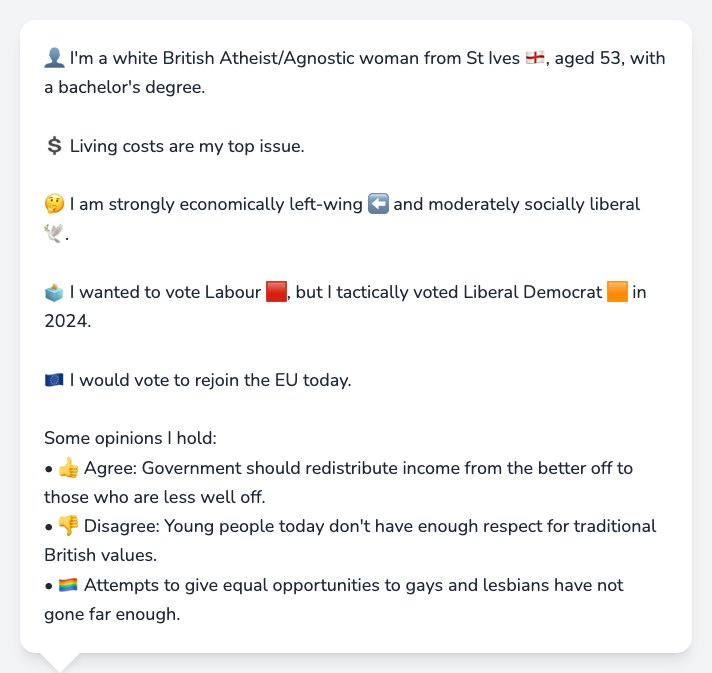 👤 I'm a white British Atheist/Agnostic woman from St Ives 🏴󠁧󠁢󠁥󠁮󠁧󠁿, aged 53, with
a bachelor's degree.
💲 Living costs are my top issue.
🤔 I am strongly economically left-wing ⬅️ and moderately socially liberal
🕊️.
🗳️ I wanted to vote Labour 🟥, but I tactically voted Liberal Democrat 🟧 in
2024.
🇪🇺 I would vote to rejoin the EU today.
Some opinions I hold:
• 👍 Agree: Government should redistribute income from the better off to
those who are less well off.
• 👎 Disagree: Young people today don't have enough respect for traditional
British values.
• 🏳️‍🌈 Attempts to give equal opportunities to gays and lesbians have not
gone far enough.